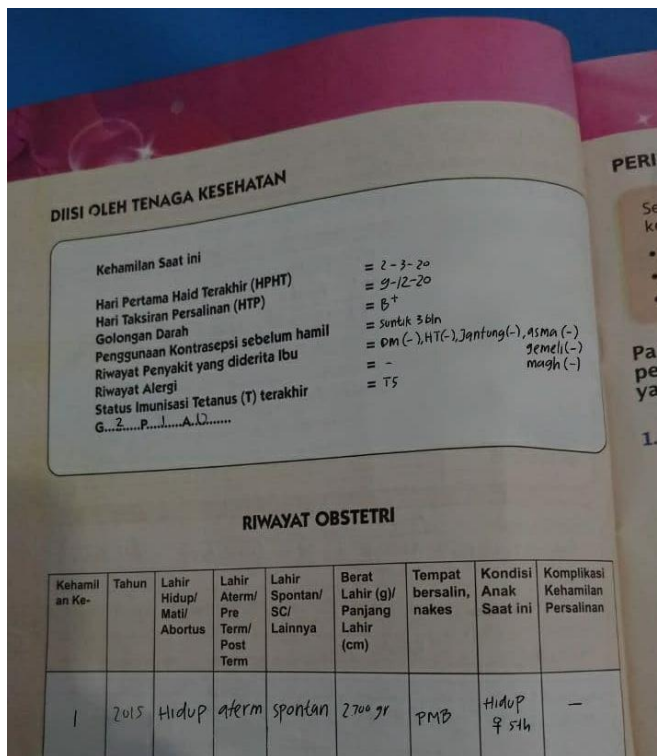 DIISI OLEH TENAGA KESEHATAN
PERI
Se
k
Kehamilan Saat ini
Hari Pertama Haid Terakhir (HPHT) = 2-3-20
Hari Taksiran Persalinan (HTP) = 9-12-20
Golongan Darah = B+
Penggunaan Kontrasepsi sebelum hamil = suntik 3 bln
Riwayat Penyakit yang diderita Ibu = DM (-), HT(-), Jantung(-), asma (-)
gemeli(-)
magh (-)
Riwayat Alergi = -
Status Imunisasi Tetanus (T) terakhir = T5
G...2.....P....1.....A..0.......
Pa
pe
ya
1.
RIWAYAT OBSTETRI
Kehamil an Ke- Tahun Lahir Hidup/ Mati/ Abortus Lahir Aterm/ Pre Term/ Post Term Lahir Spontan/ SC/ Lainnya Berat Lahir (g)/ Panjang Lahir (cm) Tempat bersalin, nakes Kondisi Anak Saat ini Komplikasi Kehamilan Persalinan
1 2015 Hidup aterm spontan 2700 gr PMB Hidup ♀ 5th —